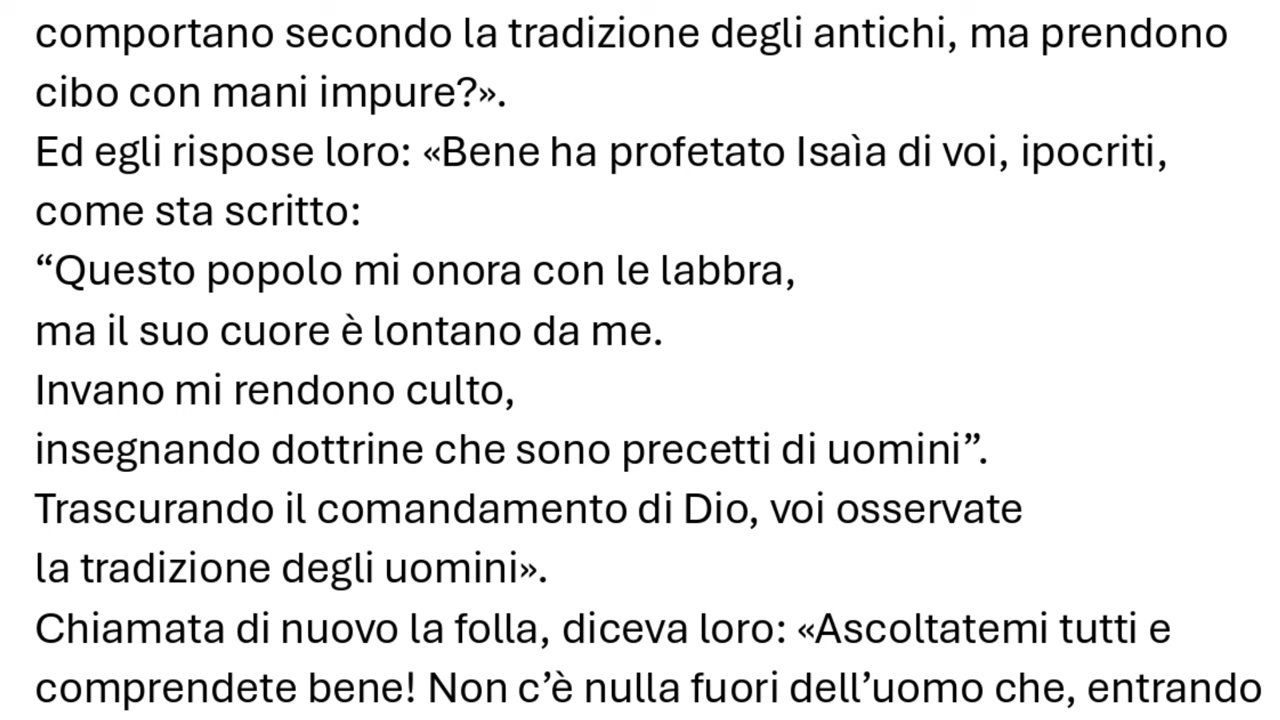 comportano secondo la tradizione degli antichi, ma prendono
cibo con mani impure?».
Ed egli rispose loro: «Bene ha profetato Isaìa di voi, ipocriti,
come sta scritto:
“Questo popolo mi onora con le labbra,
ma il suo cuore è lontano da me.
Invano mi rendono culto,
insegnando dottrine che sono precetti di uomini”.
Trascurando il comandamento di Dio, voi osservate
la tradizione degli uomini».
Chiamata di nuovo la folla, diceva loro: «Ascoltatemi tutti e
comprendete bene! Non c’è nulla fuori dell’uomo che, entrando